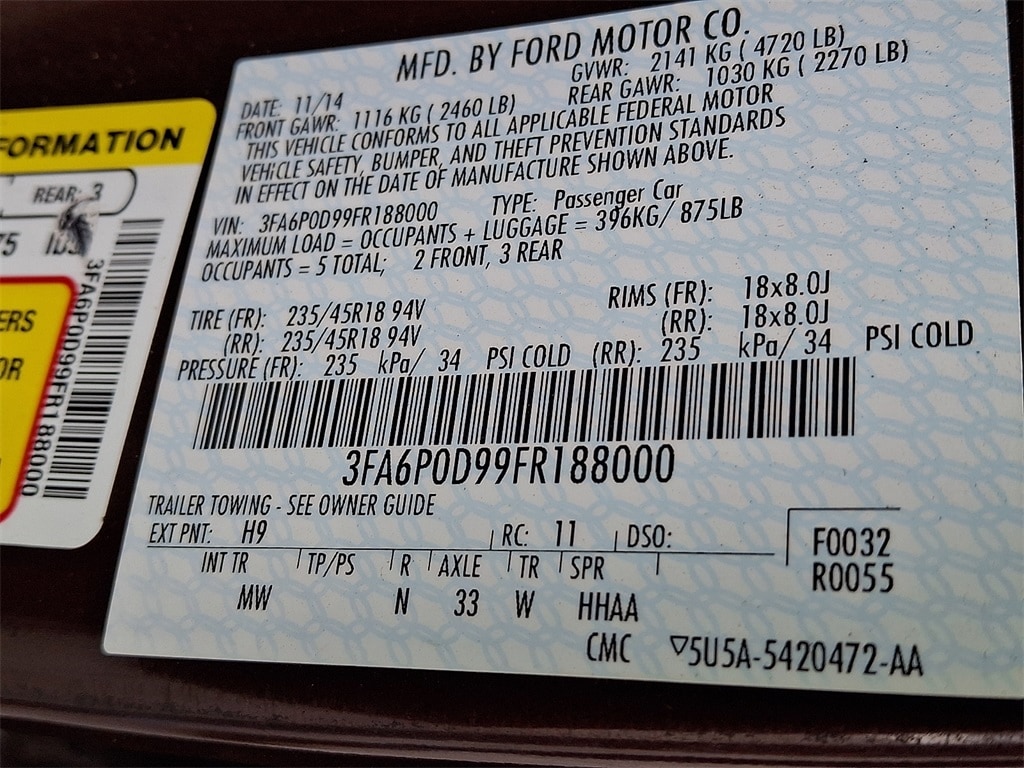 MFD. BY FORD MOTOR CO.
DATE: 11/14 GVWR: 2141 KG ( 4720 LB)
FRONT GAWR: 1116 KG ( 2460 LB) REAR GAWR: 1030 KG ( 2270 LB)
THIS VEHICLE CONFORMS TO ALL APPLICABLE FEDERAL MOTOR
VEHICLE SAFETY, BUMPER, AND THEFT PREVENTION STANDARDS
IN EFFECT ON THE DATE OF MANUFACTURE SHOWN ABOVE.
VIN: 3FA6P0D99FR188000 TYPE: Passenger Car
MAXIMUM LOAD = OCCUPANTS + LUGGAGE = 396KG/ 875LB
OCCUPANTS = 5 TOTAL; 2 FRONT, 3 REAR
TIRE (FR): 235/45R18 94V RIMS (FR): 18x8.0J
(RR): 235/45R18 94V (RR): 18x8.0J
PRESSURE (FR): 235 kPa/ 34 PSI COLD (RR): 235 kPa/ 34 PSI COLD
3FA6P0D99FR188000
TRAILER TOWING - SEE OWNER GUIDE
EXT PNT: H9 RC: 11 DSO: F0032
R0055
INT TR TP/PS R AXLE TR SPR
MW N 33 W HHAA
CMC ▽5U5A-5420472-AA
FORMATION
REAR: 3
75
ERS
OR
3FA6P0D99FR188000